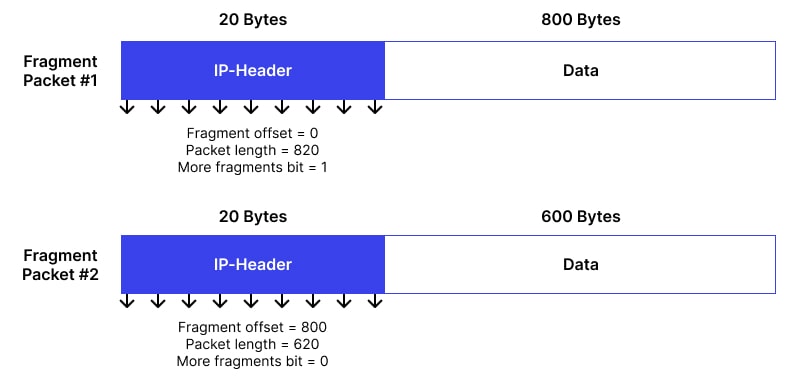 20 Bytes
800 Bytes
Fragment
Packet #1
IP-Header
Data
Fragment offset = 0
Packet length = 820
More fragments bit = 1
20 Bytes
600 Bytes
Fragment
Packet #2
IP-Header
Data
Fragment offset = 800
Packet length = 620
More fragments bit = 0